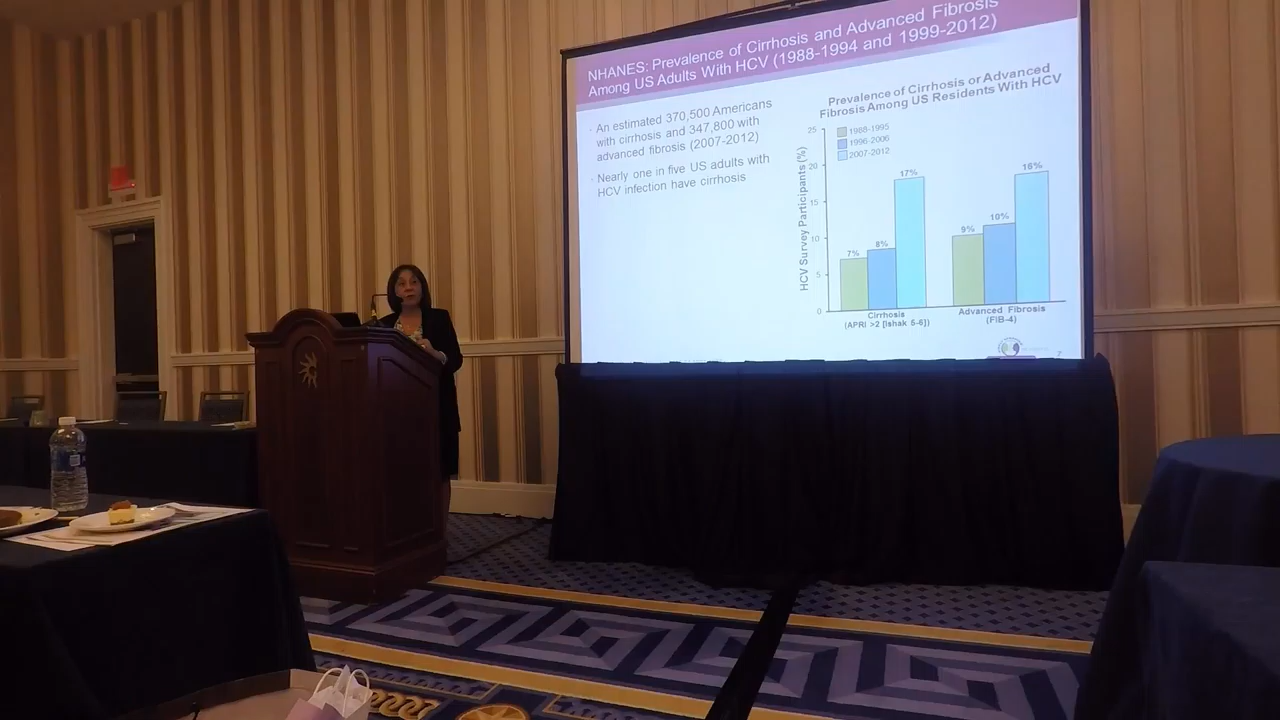 NHANES: Prevalence of Cirrhosis and Advanced Fibrosis
Among US Adults With HCV (1988-1994 and 1999-2012)
An estimated 370,500 Americans
with cirrhosis and 347,800 with
advanced fibrosis (2007-2012)
Nearly one in five US adults with
HCV infection have cirrhosis
Prevalence of Cirrhosis or Advanced
Fibrosis Among US Residents With HCV
HCV Survey Participants (%)
25
20
15
10
5
0
1988-1995
1996-2006
2007-2012
7%
8%
17%
9%
10%
16%
Cirrhosis
(APRI >2 [Ishak 5-6])
Advanced Fibrosis
(FIB-4)
7